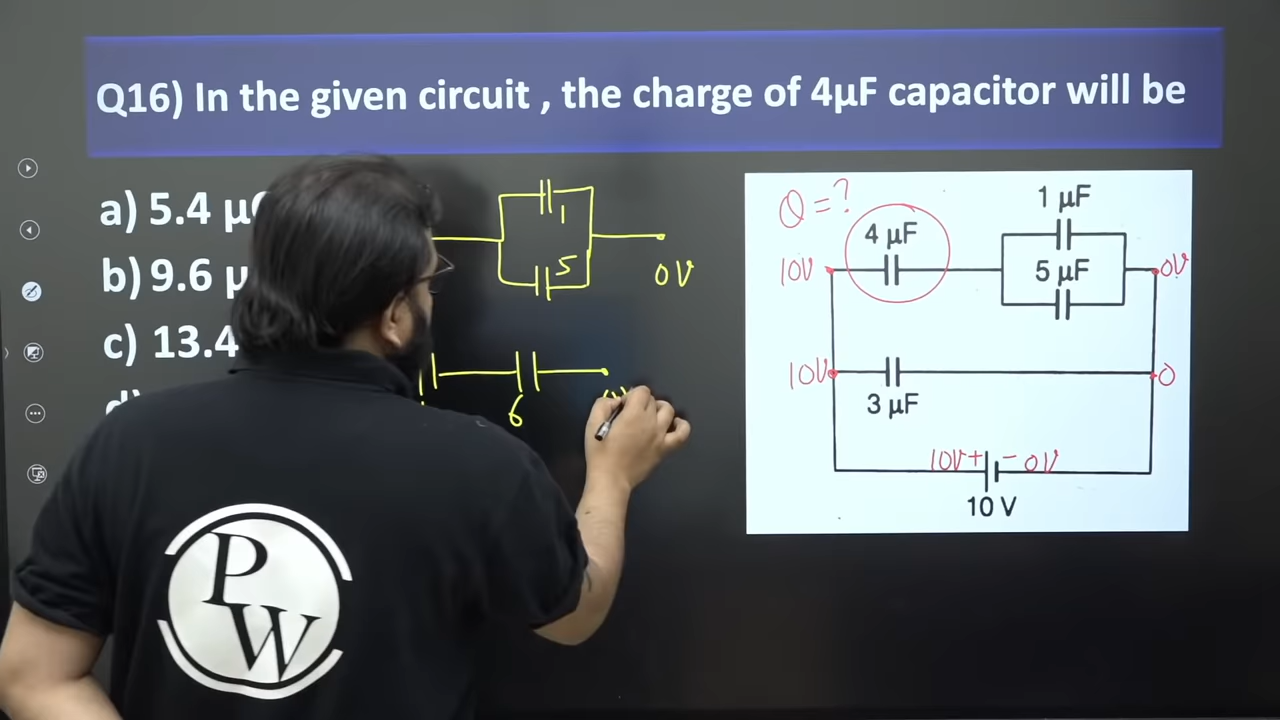 Q16) In the given circuit , the charge of 4µF capacitor will be
a) 5.4 µ
b) 9.6 µ
c) 13.4
d)
1
5
0V
6
Q = ?
4 µF
1 µF
10V
5 µF
0V
10V
0
3 µF
10V + - 0V
10 V
PW